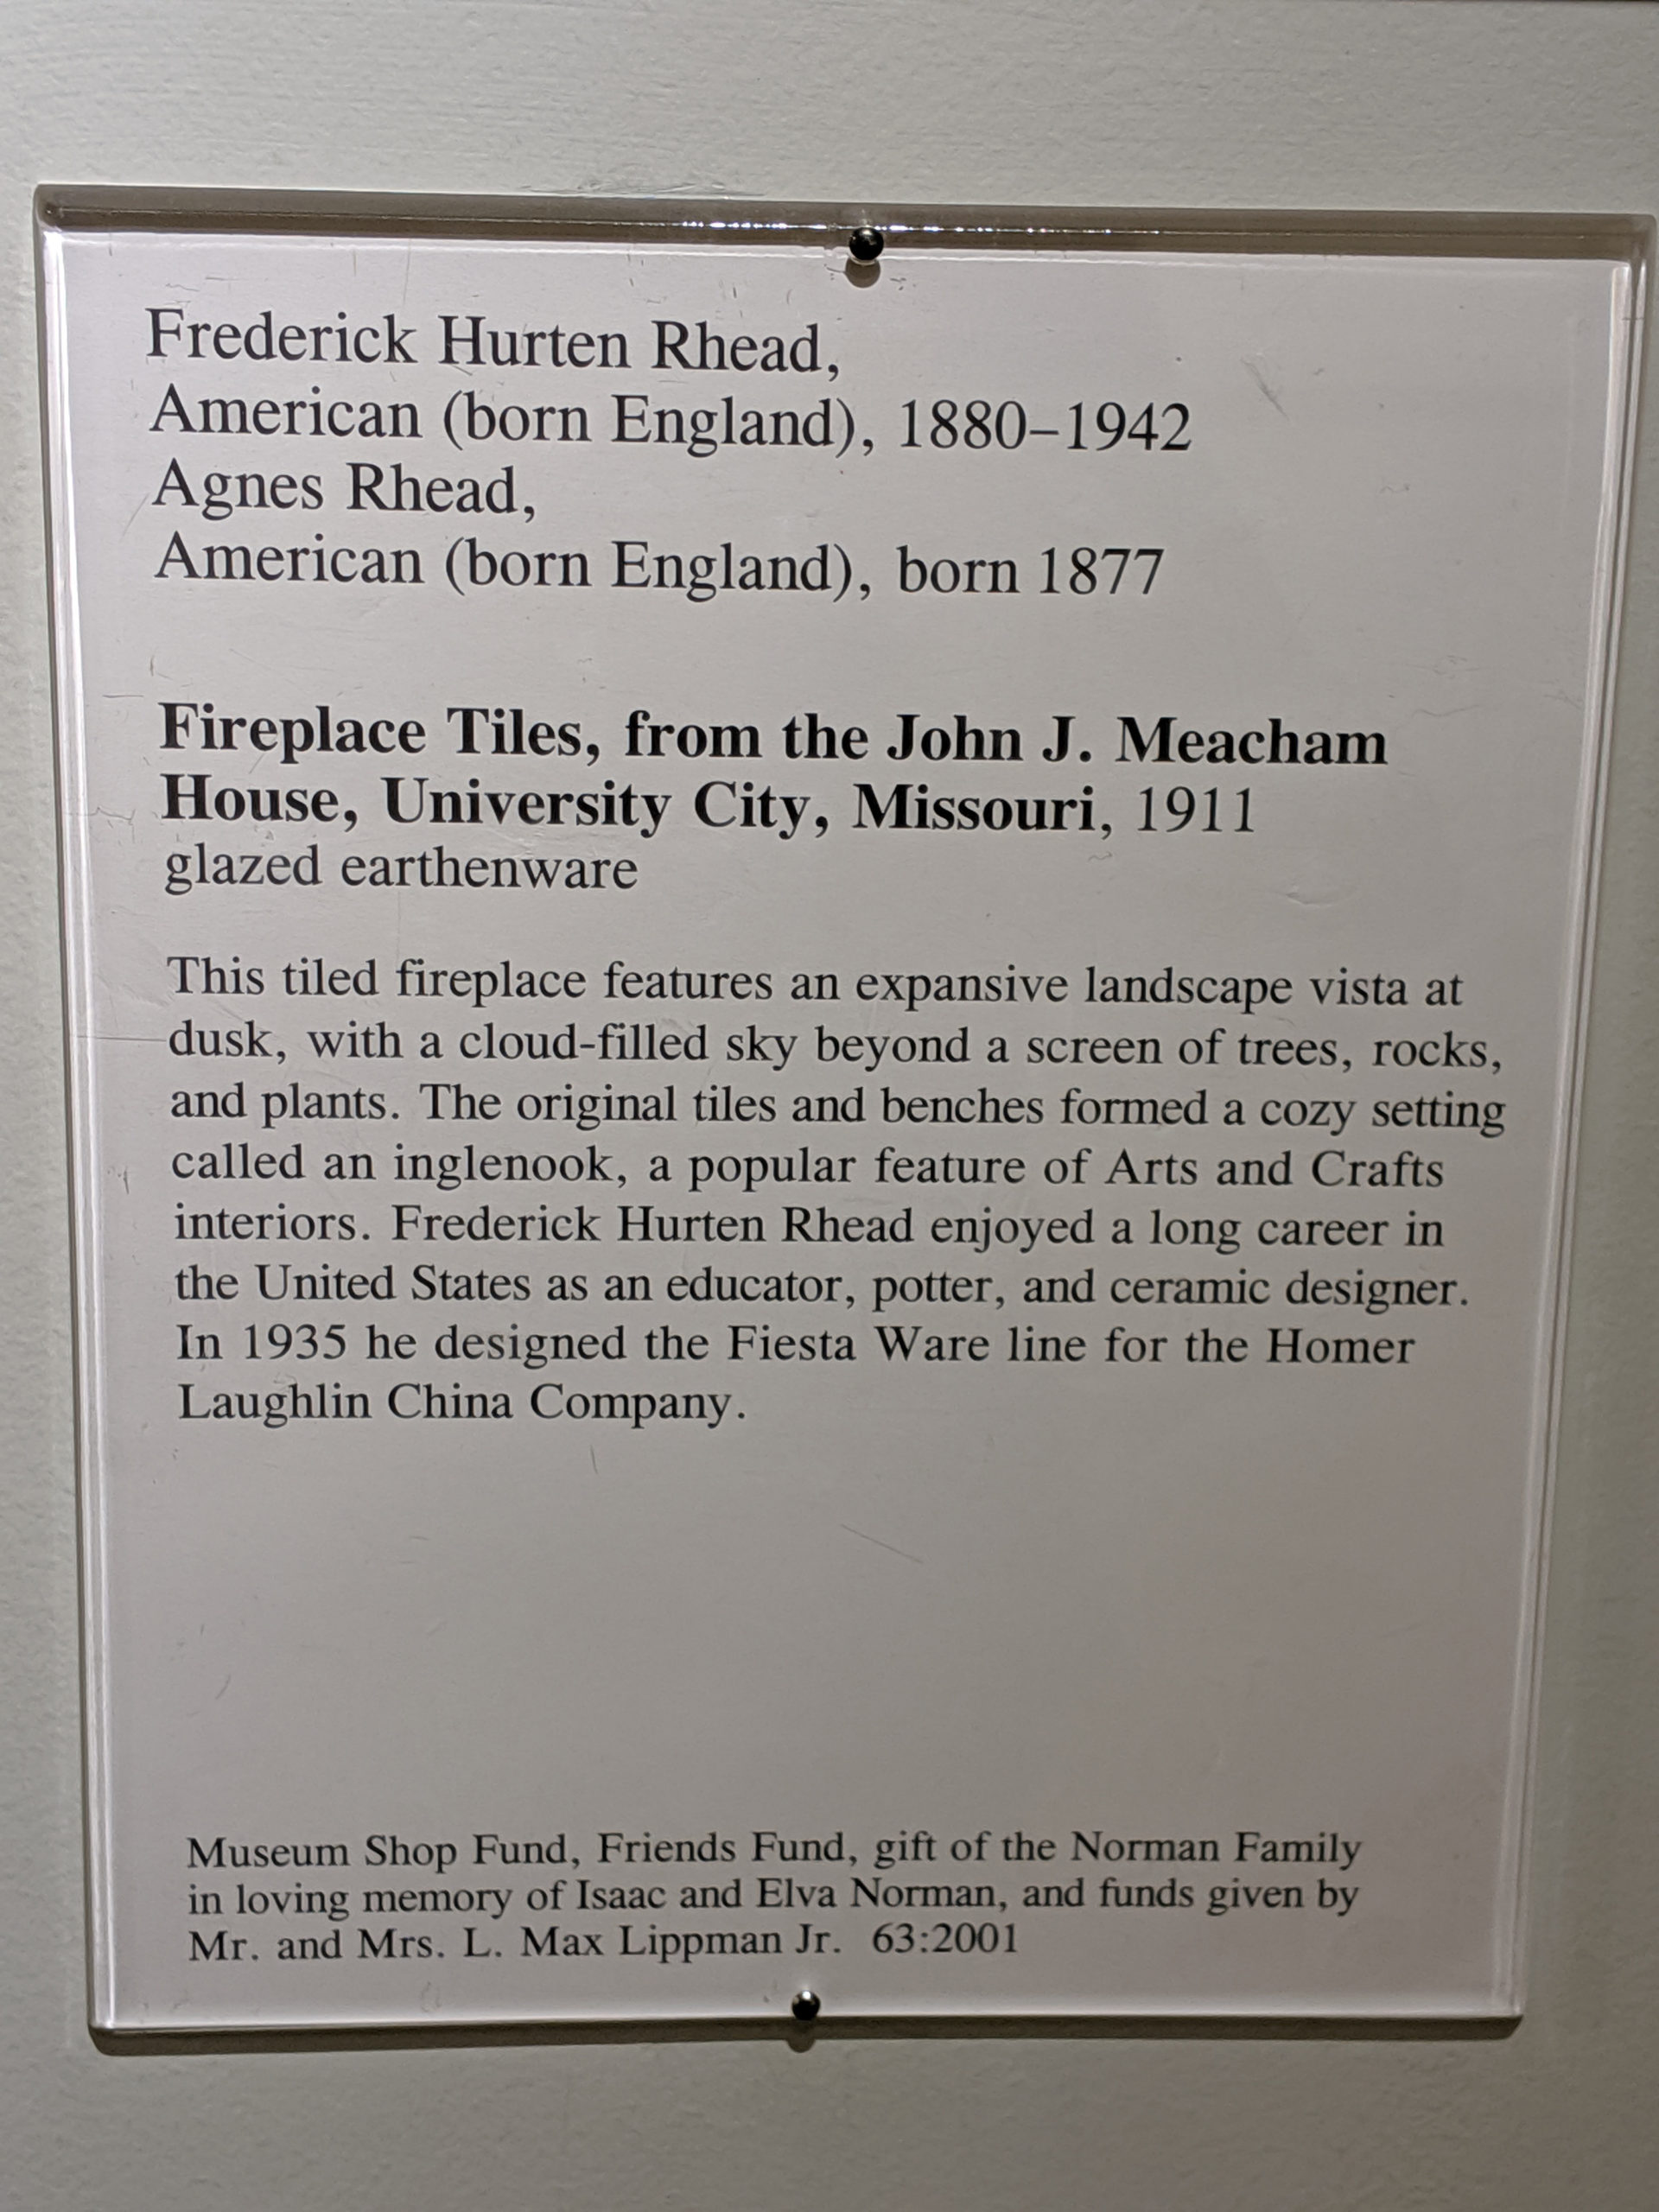 Frederick Hurten Rhead,
American (born England), 1880–1942
Agnes Rhead,
American (born England), born 1877
Fireplace Tiles, from the John J. Meacham
House, University City, Missouri, 1911
glazed earthenware
This tiled fireplace features an expansive landscape vista at
dusk, with a cloud-filled sky beyond a screen of trees, rocks,
and plants. The original tiles and benches formed a cozy setting
called an inglenook, a popular feature of Arts and Crafts
interiors. Frederick Hurten Rhead enjoyed a long career in
the United States as an educator, potter, and ceramic designer.
In 1935 he designed the Fiesta Ware line for the Homer
Laughlin China Company.
Museum Shop Fund, Friends Fund, gift of the Norman Family
in loving memory of Isaac and Elva Norman, and funds given by
Mr. and Mrs. L. Max Lippman Jr. 63:2001